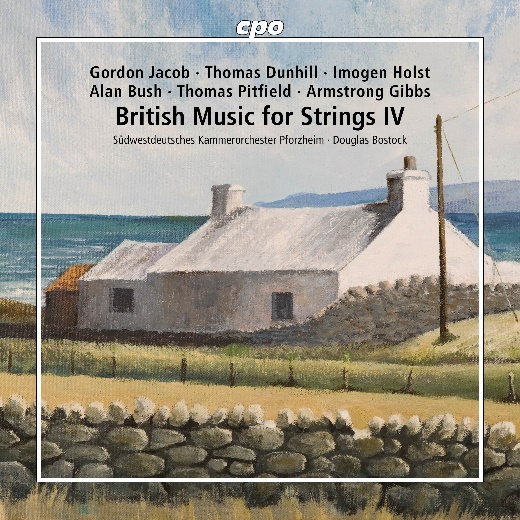 cpo
Gordon Jacob · Thomas Dunhill · Imogen Holst
Alan Bush · Thomas Pitfield · Armstrong Gibbs
British Music for Strings IV
Südwestdeutsches Kammerorchester Pforzheim · Douglas Bostock